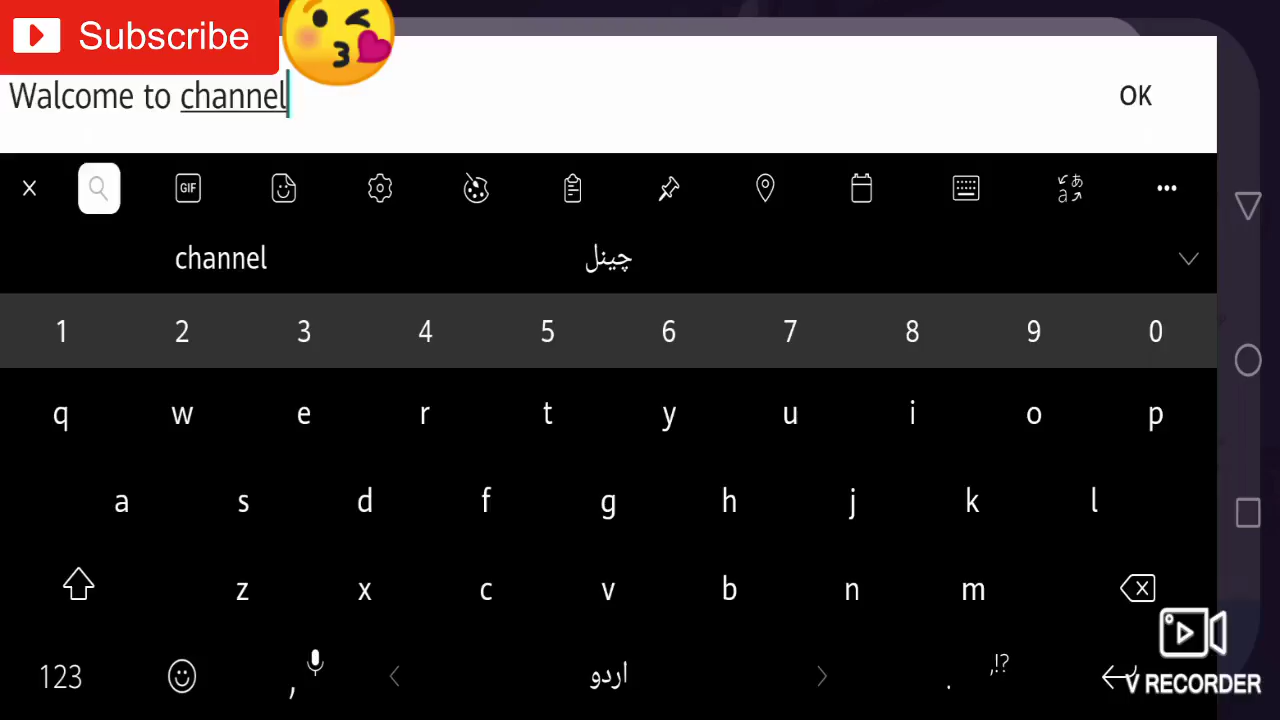 Subscribe
Walcome to channel
OK
GIF
channel چینل
1 2 3 4 5 6 7 8 9 0
q w e r t y u i o p
a s d f g h j k l
z x c v b n m
123 , اردو . ,!?
V RECORDER